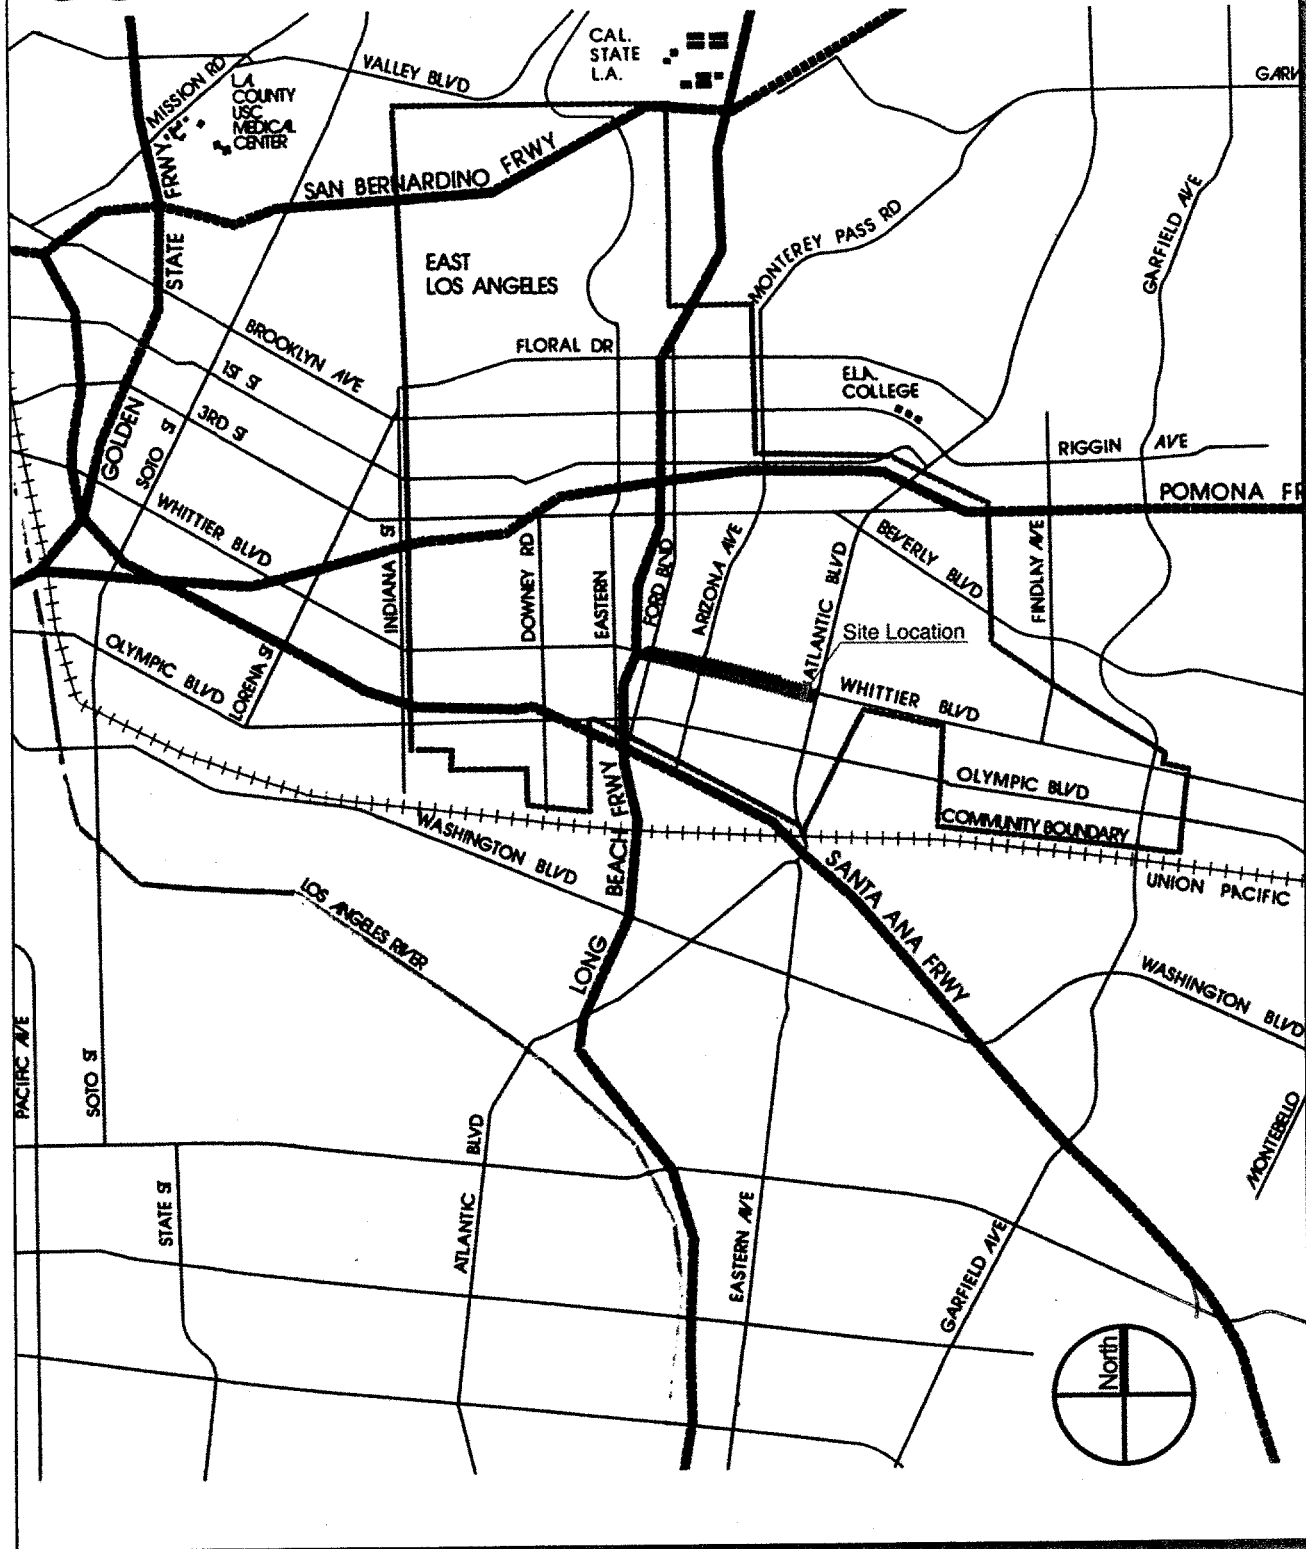 CAL.
STATE
L.A.
VALLEY BLVD
MISSION RD
L.A.
COUNTY
USC
MEDICAL
CENTER
GARV
SAN BERNARDINO FRWY
GOLDEN STATE FRWY
EAST
LOS ANGELES
MONTEREY PASS RD
GARFIELD AVE
BROOKLYN AVE
FLORAL DR
1ST ST
E.L.A.
COLLEGE
3RD ST
SOTO ST
RIGGIN AVE
POMONA FR
WHITTIER BLVD
INDIANA ST
DOWNEY RD
EASTERN
FORD BLVD
ARIZONA AVE
ATLANTIC BLVD
BEVERLY BLVD
FINDLAY AVE
Site Location
OLYMPIC BLVD
LORENA ST
WHITTIER BLVD
OLYMPIC BLVD
COMMUNITY BOUNDARY
WASHINGTON BLVD
LONG BEACH FRWY
SANTA ANA FRWY
UNION PACIFIC
LOS ANGELES RIVER
WASHINGTON BLVD
PACIFIC AVE
SOTO ST
MONTEBELLO
ATLANTIC BLVD
STATE ST
EASTERN AVE
GARFIELD AVE
North